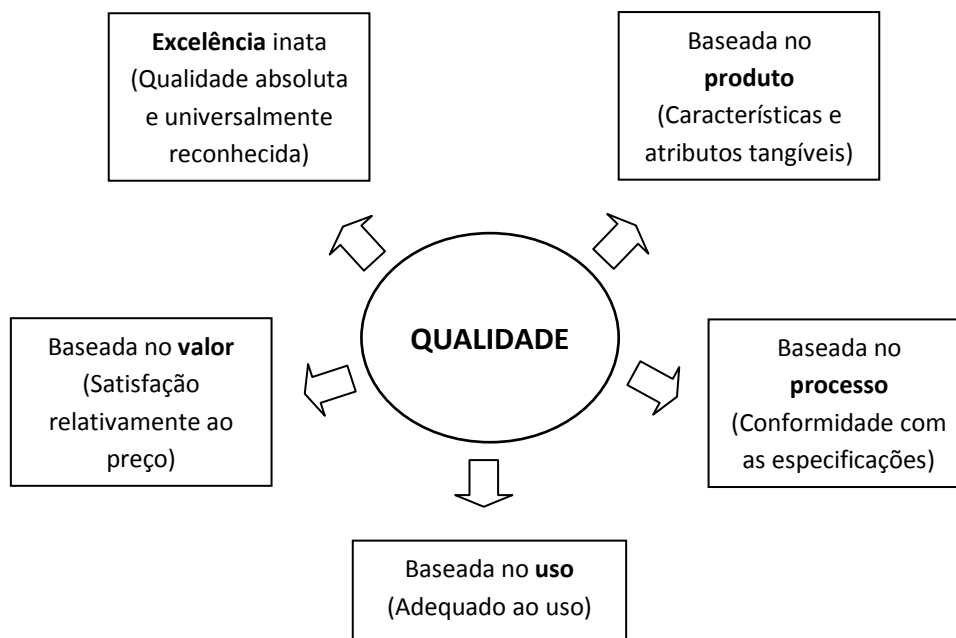 Excelência inata
(Qualidade absoluta
e universalmente
reconhecida)
Baseada no
produto
(Características e
atributos tangíveis)
QUALIDADE
Baseada no valor
(Satisfação
relativamente ao
preço)
Baseada no
processo
(Conformidade com
as especificações)
Baseada no uso
(Adequado ao uso)